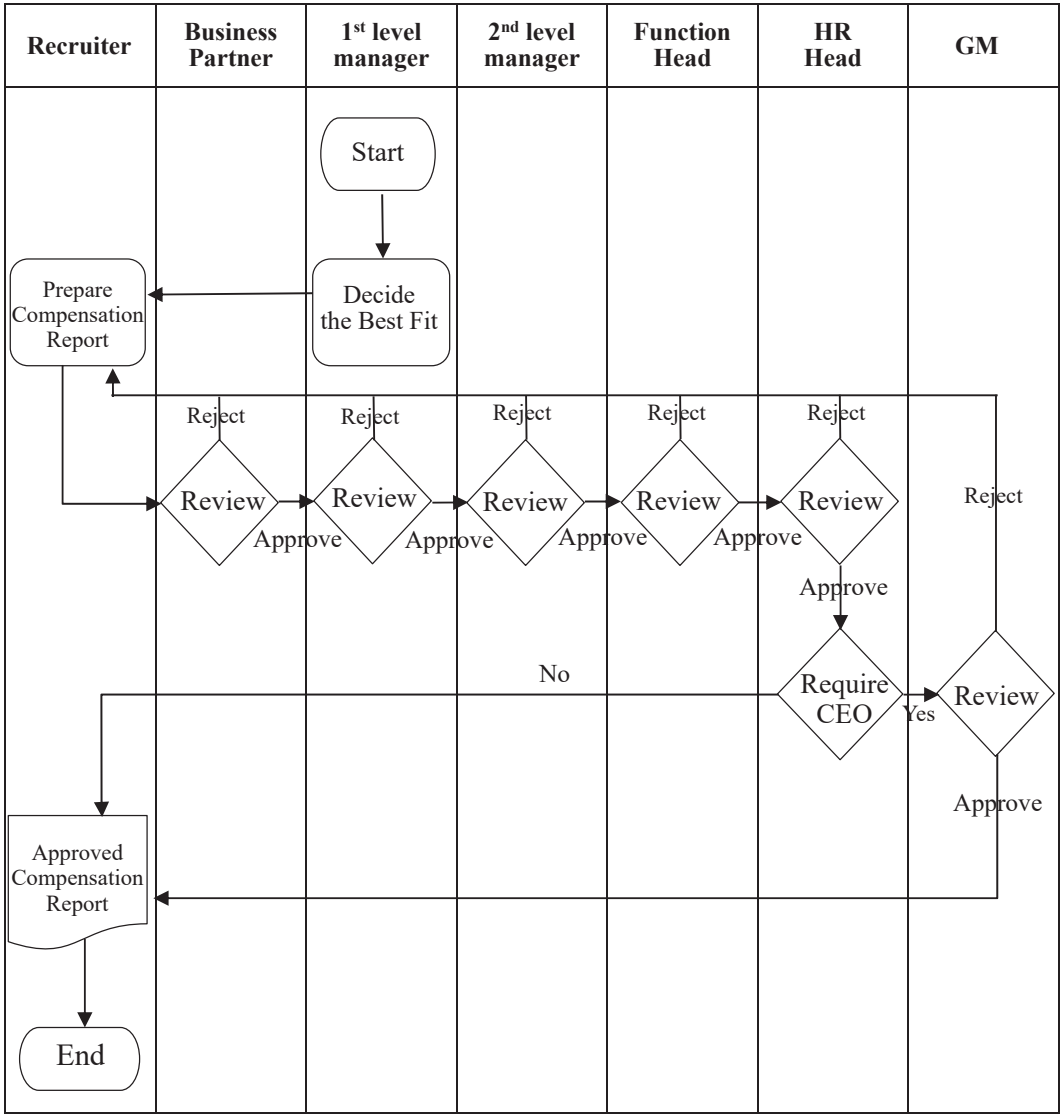 Recruiter
Business
Partner
1st level
manager
2nd level
manager
Function
Head
HR
Head
GM
Start
Prepare
Compensation
Report
Decide
the Best Fit
Reject
Reject
Reject
Reject
Reject
Reject
Review
Review
Review
Review
Review
Approve
Approve
Approve
Approve
Approve
No
Require
CEO
Yes
Review
Approve
Approved
Compensation
Report
End